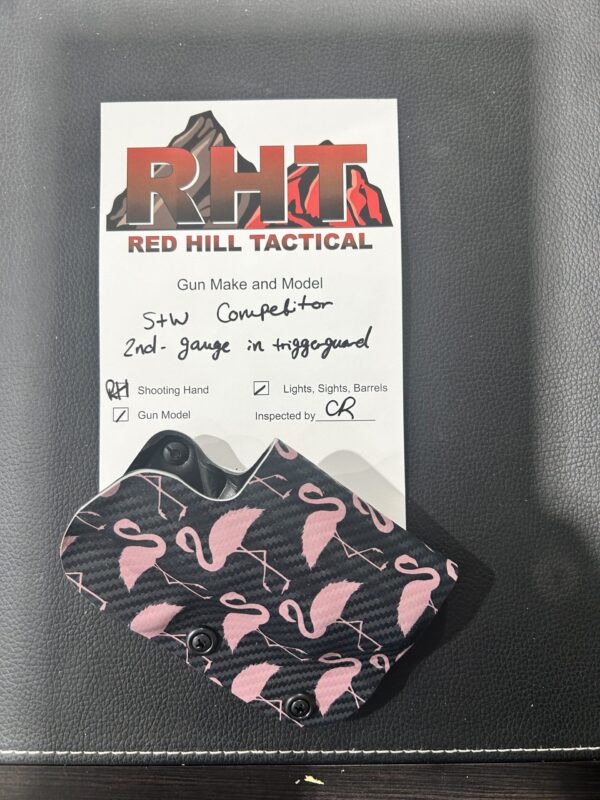 RHT
RED HILL TACTICAL
Gun Make and Model
S+W Competitor
2nd- gauge in triggerguard
RH Shooting Hand
Lights, Sights, Barrels
Gun Model
Inspected by CR